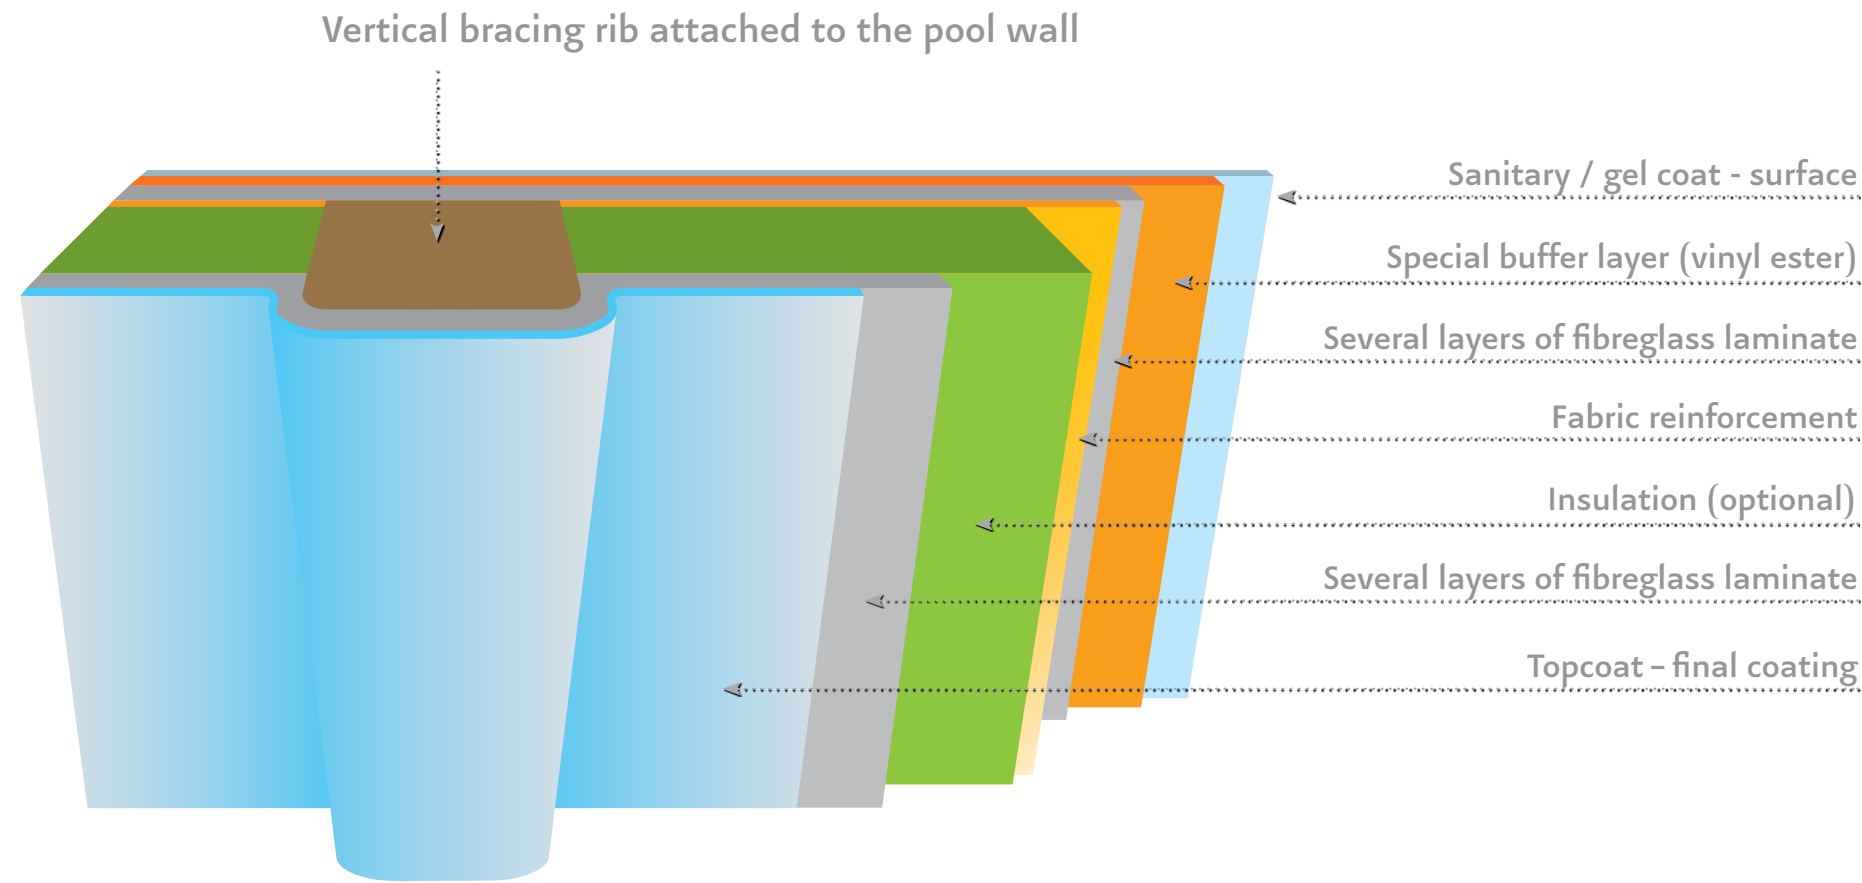 Vertical bracing rib attached to the pool wall
Sanitary / gel coat - surface
Special buffer layer (vinyl ester)
Several layers of fibreglass laminate
Fabric reinforcement
Insulation (optional)
Several layers of fibreglass laminate
Topcoat – final coating